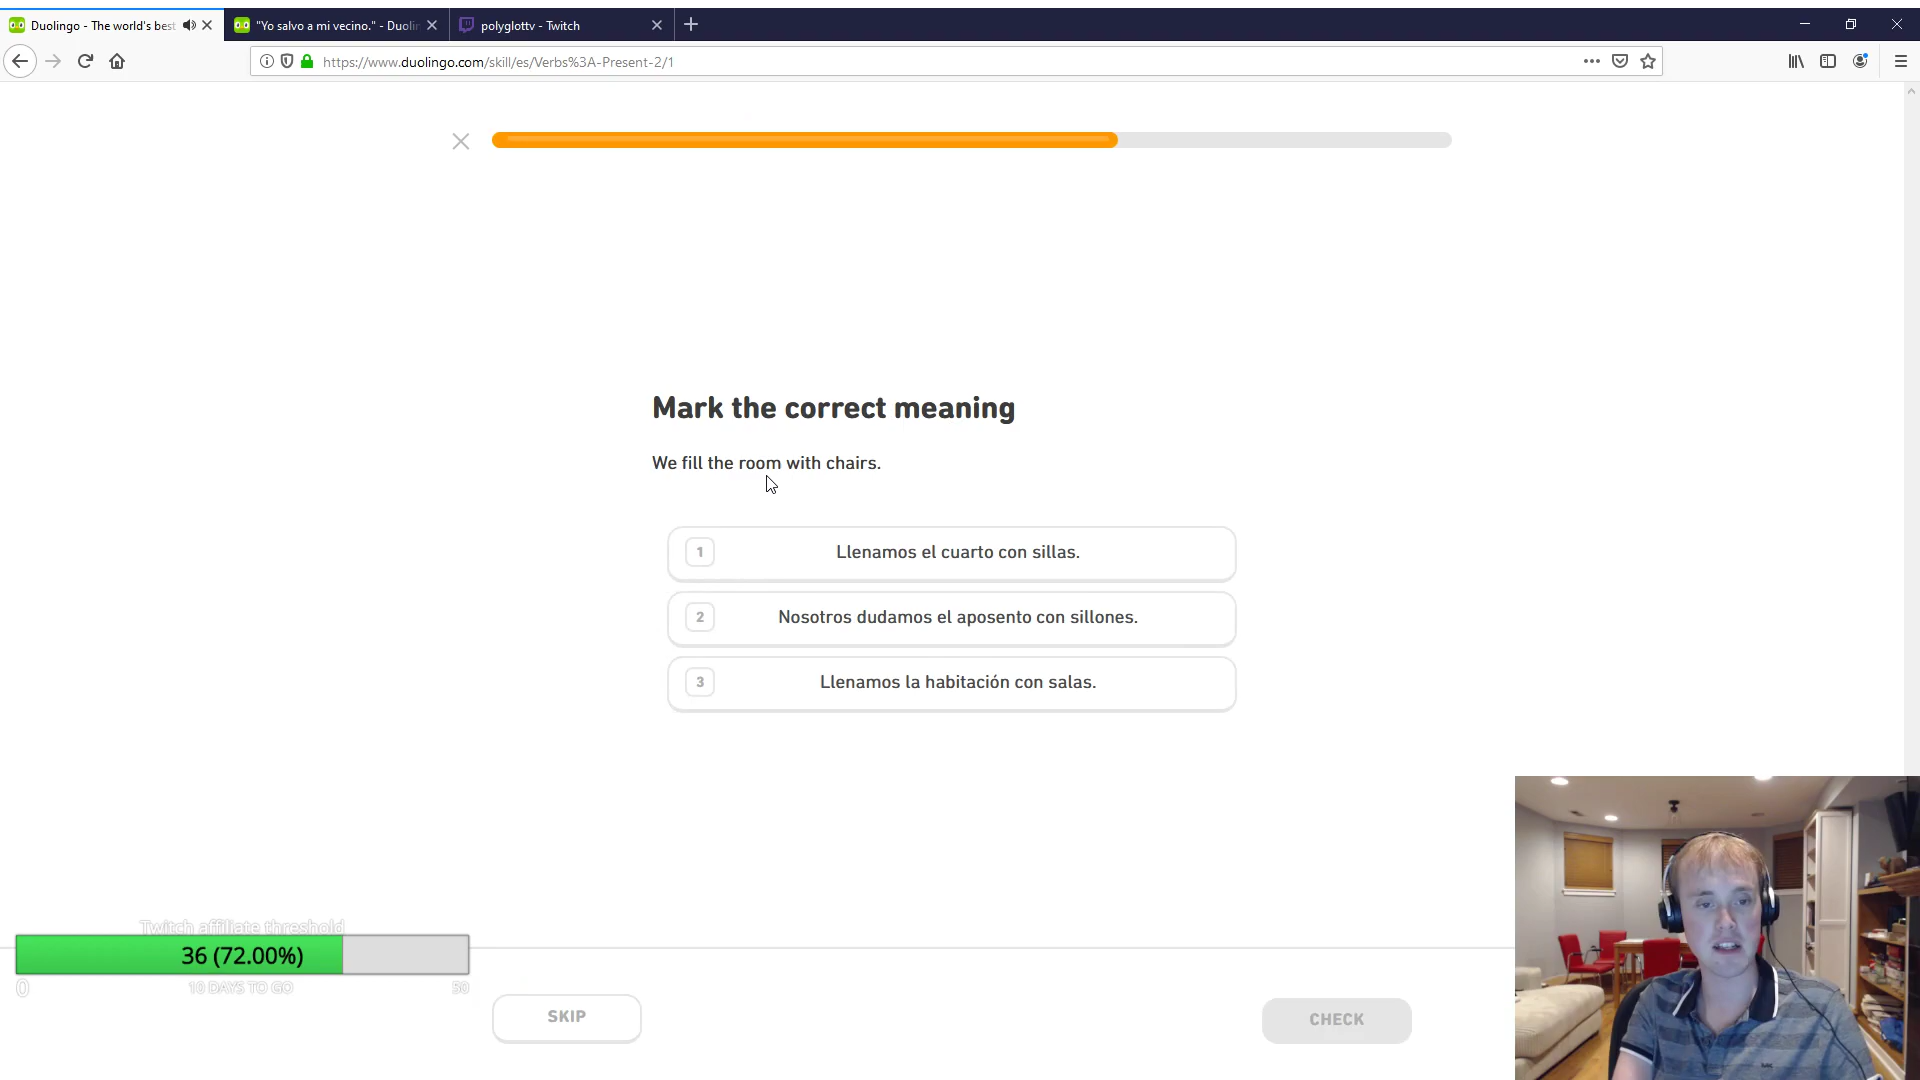 Duolingo - The world's best
"Yo salvo a mi vecino." - Duolin
polyglottv - Twitch
https://www.duolingo.com/skill/es/Verbs%3A-Present-2/1
Mark the correct meaning
We fill the room with chairs.
1 Llenamos el cuarto con sillas.
2 Nosotros dudamos el aposento con sillones.
3 Llenamos la habitación con salas.
Twitch affiliate threshold
36 (72.00%)
0 10 DAYS TO GO 50
SKIP
CHECK